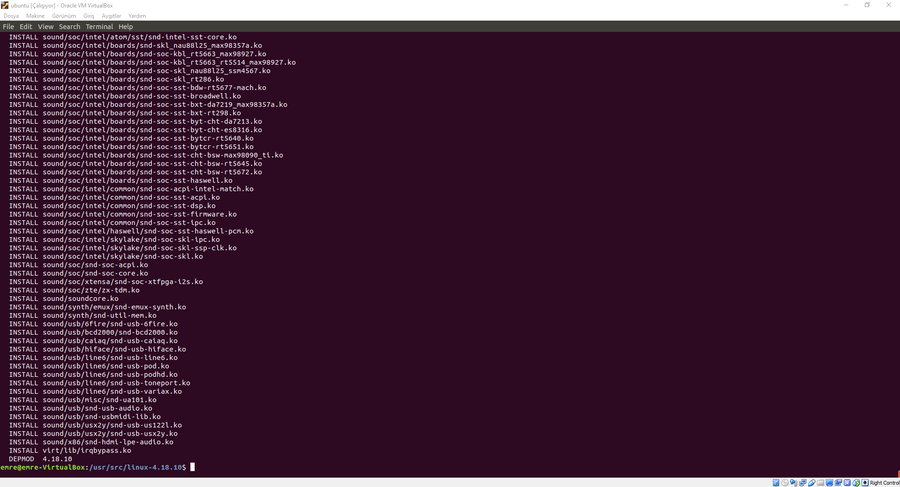 ubuntu [Çalışıyor] - Oracle VM VirtualBox
Dosya Makine Görünüm Giriş Aygıtlar Yardım
File Edit View Search Terminal Help
INSTALL sound/soc/intel/atom/sst/snd-intel-sst-core.ko
INSTALL sound/soc/intel/boards/snd-skl_nau88l25_max98357a.ko
INSTALL sound/soc/intel/boards/snd-soc-kbl_rt5663_max98927.ko
INSTALL sound/soc/intel/boards/snd-soc-kbl_rt5663_rt5514_max98927.ko
INSTALL sound/soc/intel/boards/snd-soc-skl_nau88l25_ssm4567.ko
INSTALL sound/soc/intel/boards/snd-soc-skl_rt286.ko
INSTALL sound/soc/intel/boards/snd-soc-sst-bdw-rt5677-mach.ko
INSTALL sound/soc/intel/boards/snd-soc-sst-broadwell.ko
INSTALL sound/soc/intel/boards/snd-soc-sst-bxt-da7219_max98357a.ko
INSTALL sound/soc/intel/boards/snd-soc-sst-bxt-rt298.ko
INSTALL sound/soc/intel/boards/snd-soc-sst-byt-cht-da7213.ko
INSTALL sound/soc/intel/boards/snd-soc-sst-byt-cht-es8316.ko
INSTALL sound/soc/intel/boards/snd-soc-sst-bytcr-rt5640.ko
INSTALL sound/soc/intel/boards/snd-soc-sst-bytcr-rt5651.ko
INSTALL sound/soc/intel/boards/snd-soc-sst-cht-bsw-max98090_ti.ko
INSTALL sound/soc/intel/boards/snd-soc-sst-cht-bsw-rt5645.ko
INSTALL sound/soc/intel/boards/snd-soc-sst-cht-bsw-rt5672.ko
INSTALL sound/soc/intel/boards/snd-soc-sst-haswell.ko
INSTALL sound/soc/intel/common/snd-soc-acpi-intel-match.ko
INSTALL sound/soc/intel/common/snd-soc-sst-acpi.ko
INSTALL sound/soc/intel/common/snd-soc-sst-dsp.ko
INSTALL sound/soc/intel/common/snd-soc-sst-firmware.ko
INSTALL sound/soc/intel/common/snd-soc-sst-ipc.ko
INSTALL sound/soc/intel/haswell/snd-soc-sst-haswell-pcm.ko
INSTALL sound/soc/intel/skylake/snd-soc-skl-ipc.ko
INSTALL sound/soc/intel/skylake/snd-soc-skl-ssp-clk.ko
INSTALL sound/soc/intel/skylake/snd-soc-skl.ko
INSTALL sound/soc/snd-soc-acpi.ko
INSTALL sound/soc/snd-soc-core.ko
INSTALL sound/soc/xtensa/snd-soc-xtfpga-i2s.ko
INSTALL sound/soc/zte/zx-tdm.ko
INSTALL sound/soundcore.ko
INSTALL sound/synth/emux/snd-emux-synth.ko
INSTALL sound/synth/snd-util-mem.ko
INSTALL sound/usb/6fire/snd-usb-6fire.ko
INSTALL sound/usb/bcd2000/snd-bcd2000.ko
INSTALL sound/usb/caiaq/snd-usb-caiaq.ko
INSTALL sound/usb/hiface/snd-usb-hiface.ko
INSTALL sound/usb/line6/snd-usb-line6.ko
INSTALL sound/usb/line6/snd-usb-pod.ko
INSTALL sound/usb/line6/snd-usb-podhd.ko
INSTALL sound/usb/line6/snd-usb-toneport.ko
INSTALL sound/usb/line6/snd-usb-variax.ko
INSTALL sound/usb/misc/snd-ua101.ko
INSTALL sound/usb/snd-usb-audio.ko
INSTALL sound/usb/snd-usbmidi-lib.ko
INSTALL sound/usb/usx2y/snd-usb-us122l.ko
INSTALL sound/usb/usx2y/snd-usb-usx2y.ko
INSTALL sound/x86/snd-hdmi-lpe-audio.ko
INSTALL virt/lib/irqbypass.ko
DEPMOD 4.18.10
emre@emre-VirtualBox:/usr/src/linux-4.18.10$
Right Control